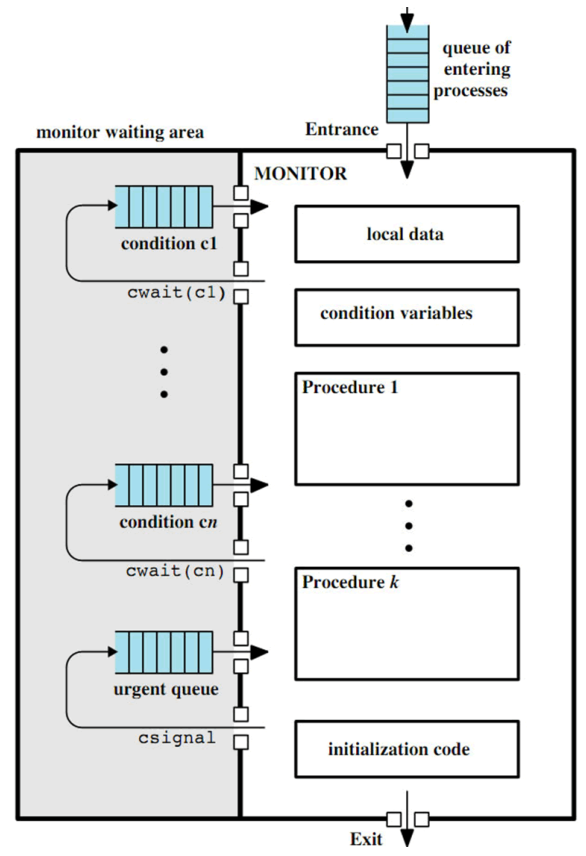 queue of
entering
processes
Entrance
monitor waiting area
MONITOR
condition c1
cwait(c1)
local data
condition variables
Procedure 1
condition cn
cwait(cn)
Procedure k
urgent queue
csignal
initialization code
Exit